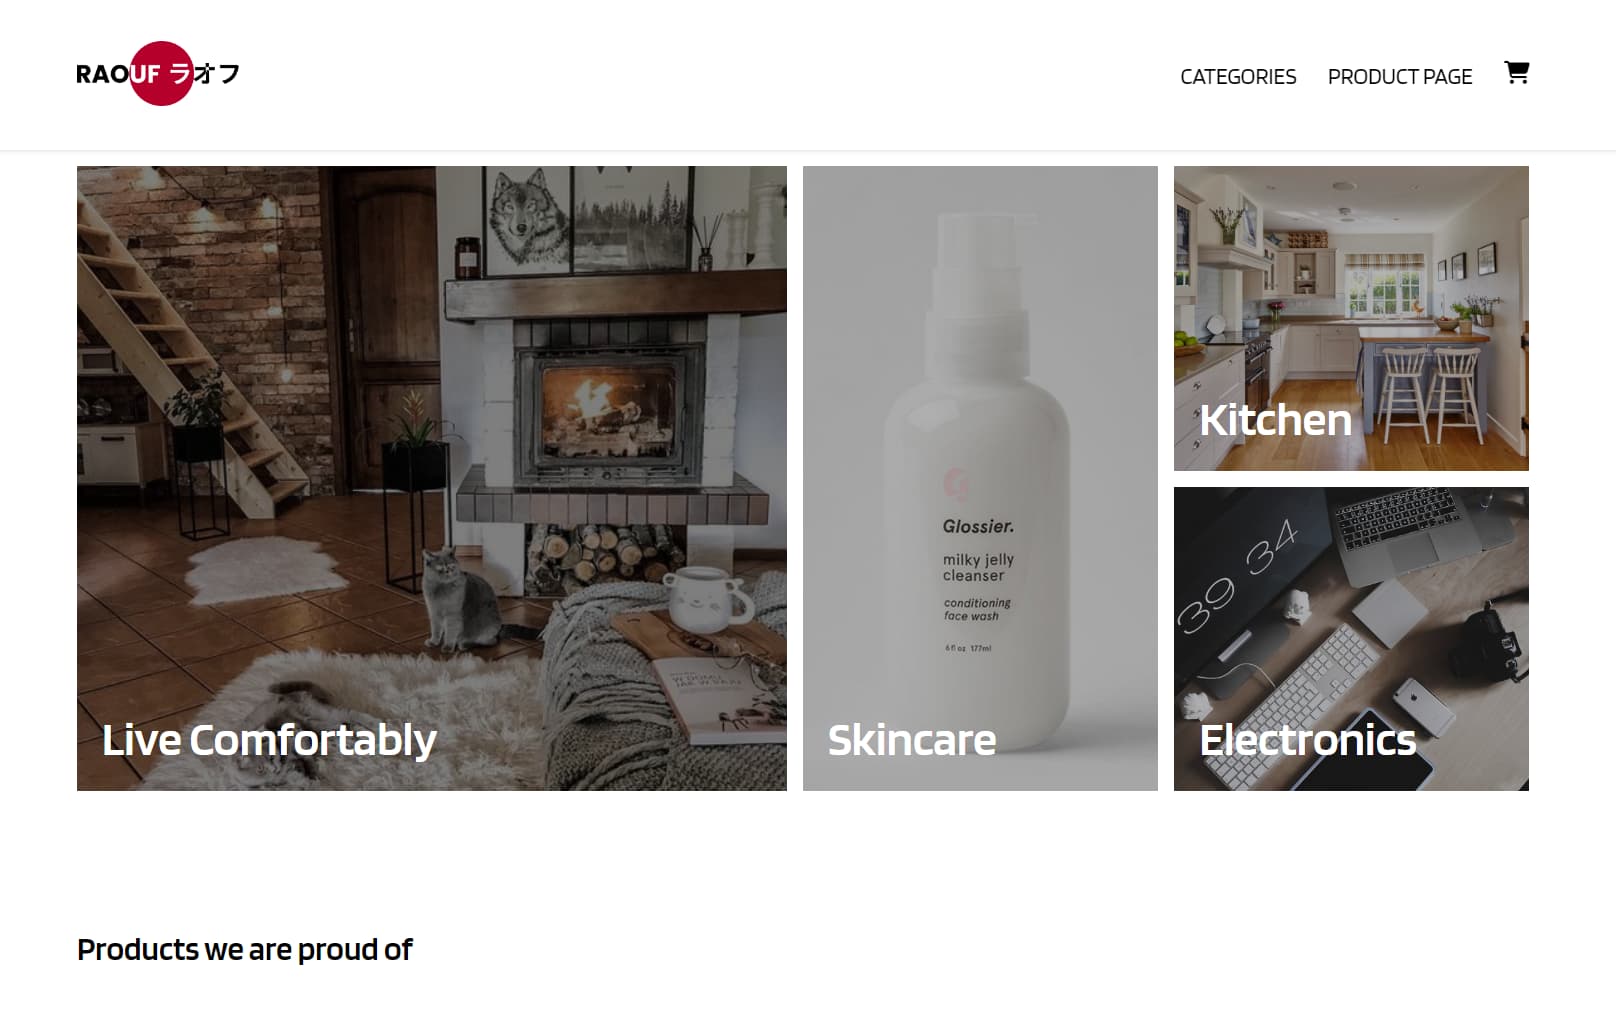 RAOUF ラオフ
CATEGORIES
PRODUCT PAGE
Live Comfortably
Glossier.
milky jelly
cleanser
conditioning
face wash
6 fl oz 177ml
Skincare
Kitchen
39 34
Electronics
Products we are proud of